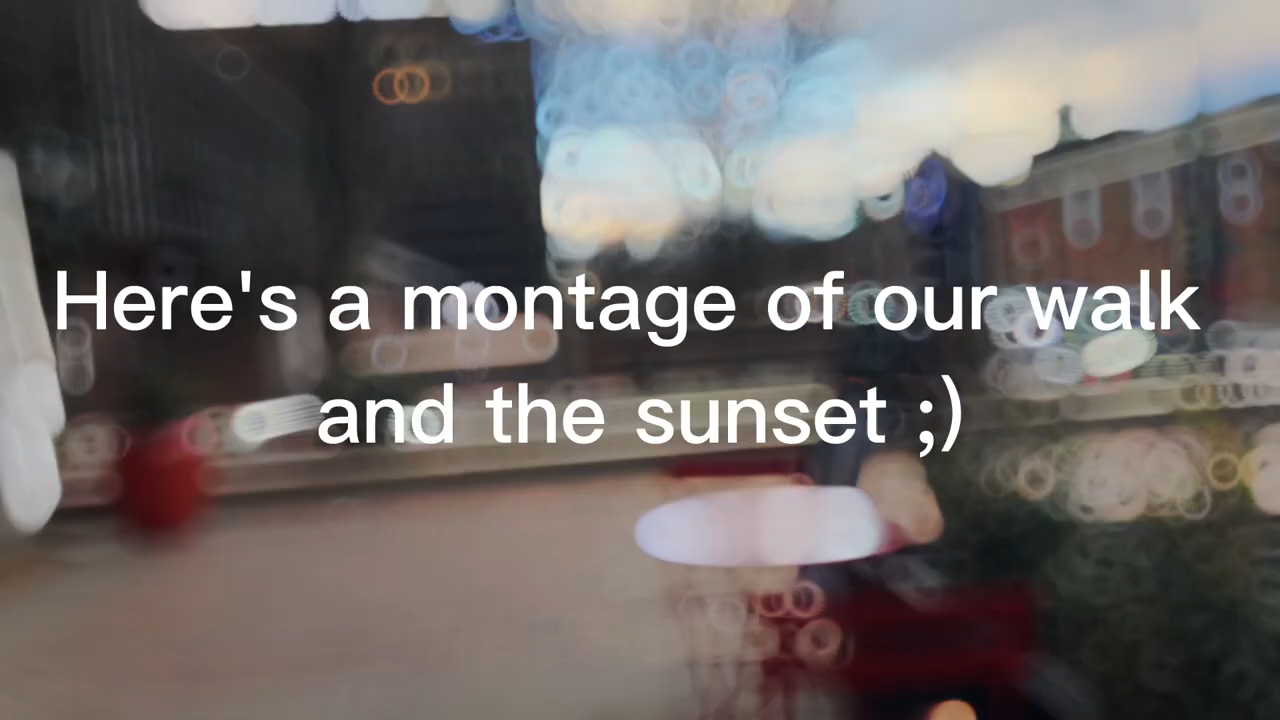 Here's a montage of our walk
and the sunset ;)